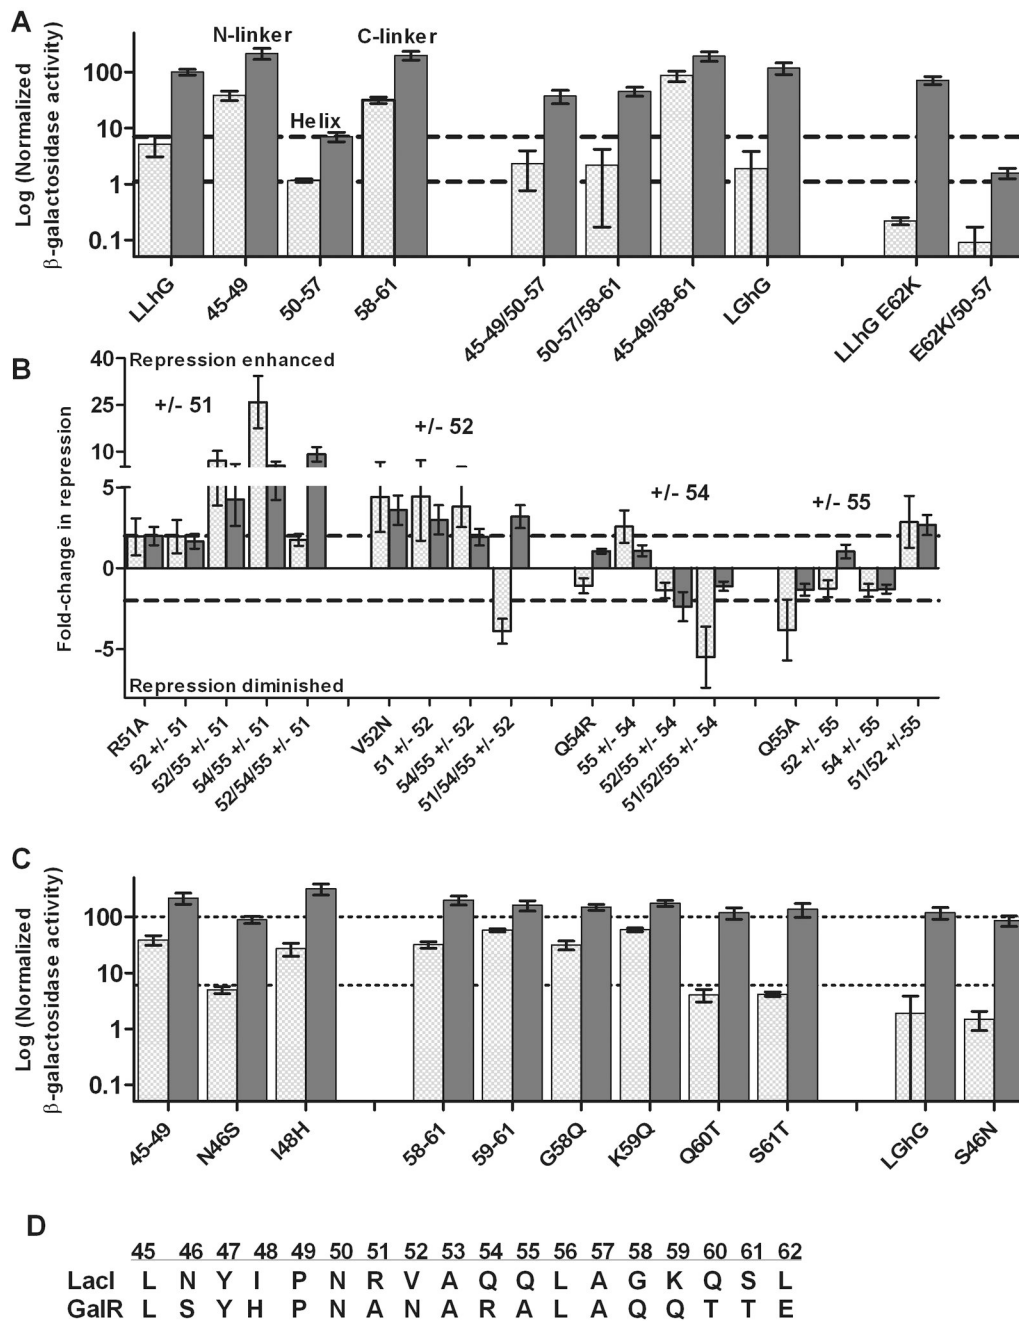 A
N-linker
C-linker
Helix
Log (Normalized
β-galactosidase activity)
100
10
1
0.1
LLhG
45-49
50-57
58-61
45-49/50-57
50-57/58-61
45-49/58-61
LGhG
LLhG E62K
E62K/50-57
B
Repression enhanced
+/- 51
+/- 52
+/- 54
+/- 55
Fold-change in repression
40
25
10
5
0
-5
Repression diminished
R51A
52 +/- 51
52/55 +/- 51
54/55 +/- 51
52/54/55 +/- 51
V52N
51 +/- 52
54/55 +/- 52
51/54/55 +/- 52
Q54R
55 +/- 54
52/55 +/- 54
51/52/55 +/- 54
Q55A
52 +/- 55
54 +/- 55
51/52 +/-55
C
Log (Normalized
β-galactosidase activity)
100
10
1
0.1
45-49
N46S
I48H
58-61
59-61
G58Q
K59Q
Q60T
S61T
LGhG
S46N
D
45 46 47 48 49 50 51 52 53 54 55 56 57 58 59 60 61 62
LacI L N Y I P N R V A Q Q L A G K Q S L
GalR L S Y H P N A N A R A L A Q Q T T E